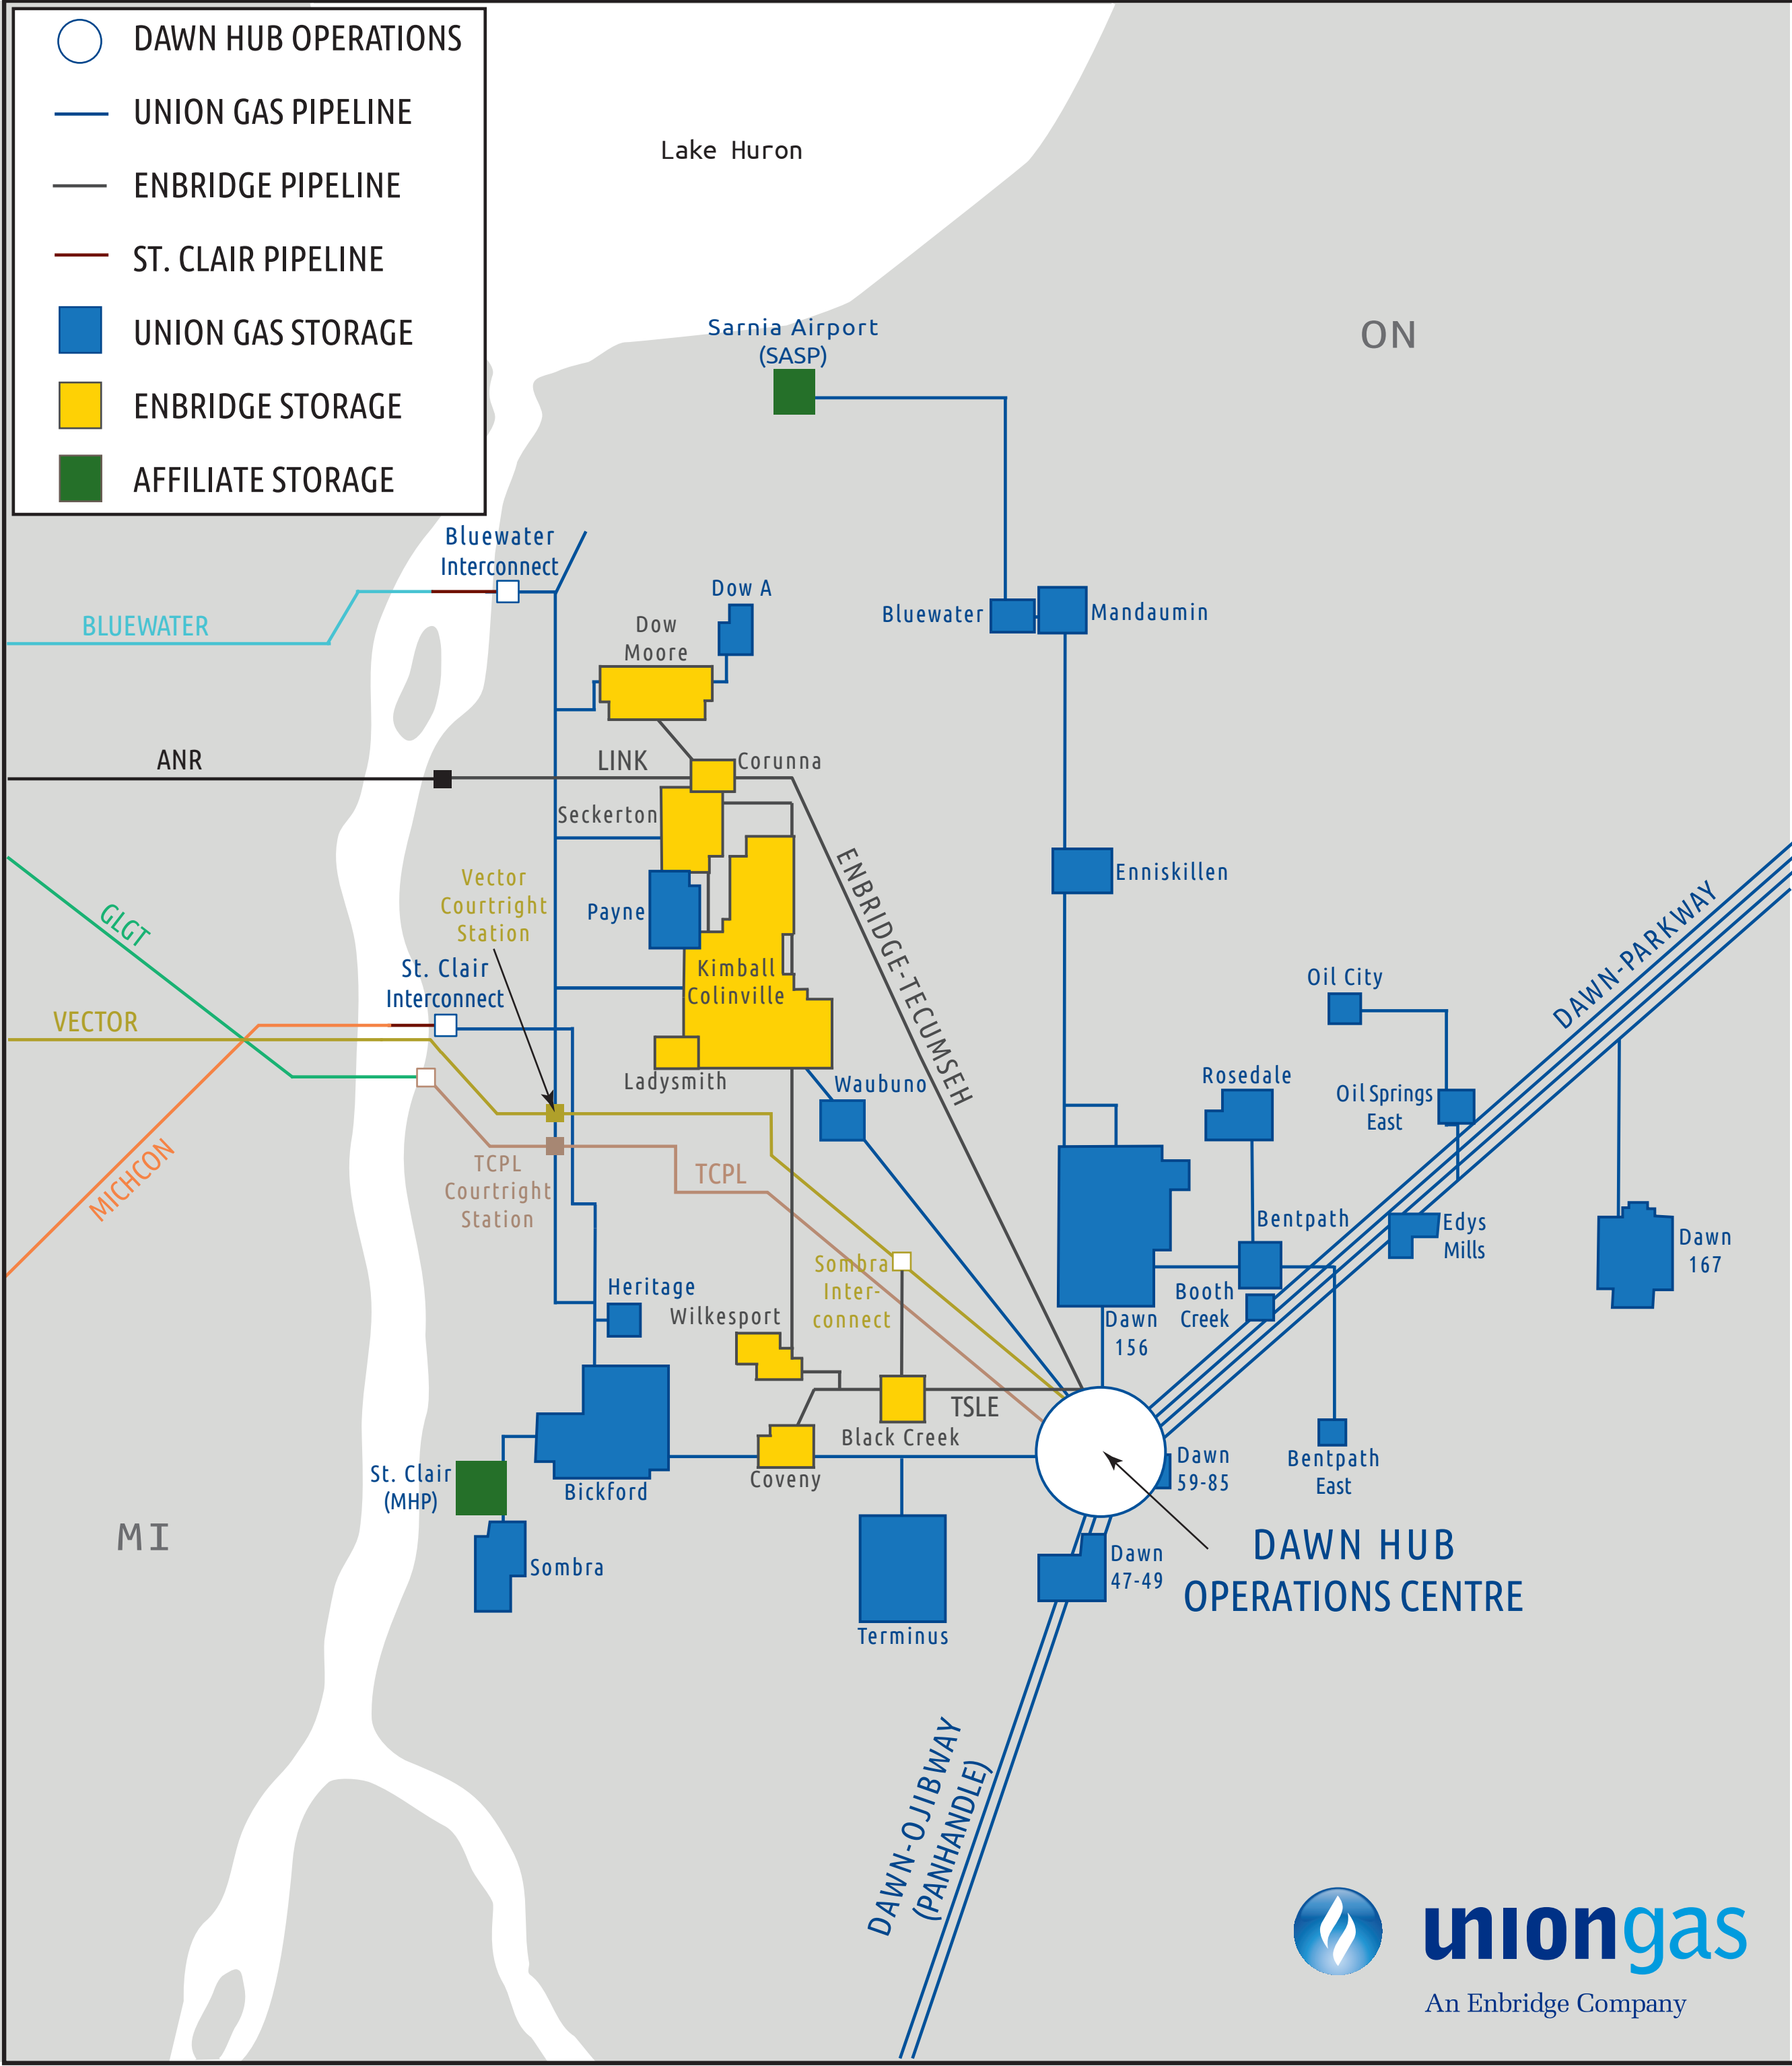 DAWN HUB OPERATIONS
UNION GAS PIPELINE
ENBRIDGE PIPELINE
ST. CLAIR PIPELINE
UNION GAS STORAGE
ENBRIDGE STORAGE
AFFILIATE STORAGE
Lake Huron
ON
Sarnia Airport
(SASP)
Bluewater
Interconnect
BLUEWATER
Dow A
Dow
Moore
Bluewater
Mandaumin
ANR
LINK
Corunna
Seckerton
Enniskillen
Vector
Courtright
Station
Payne
GLGT
ENBRIDGE-TECUMSEH
DAWN-PARKWAY
St. Clair
Interconnect
Kimball
Colinville
Oil City
VECTOR
Ladysmith
Waubuno
Rosedale
Oil Springs
East
MICHCON
TCPL
Courtright
Station
TCPL
Bentpath
Edys
Mills
Dawn
167
Sombra
Inter-
connect
Heritage
Wilkesport
Booth
Creek
Dawn
156
TSLE
Black Creek
Coveny
St. Clair
(MHP)
Bickford
Dawn
59-85
Bentpath
East
MI
Sombra
Terminus
Dawn
47-49
DAWN HUB
OPERATIONS CENTRE
DAWN-OJIBWAY
(PANHANDLE)
uniongas
An Enbridge Company